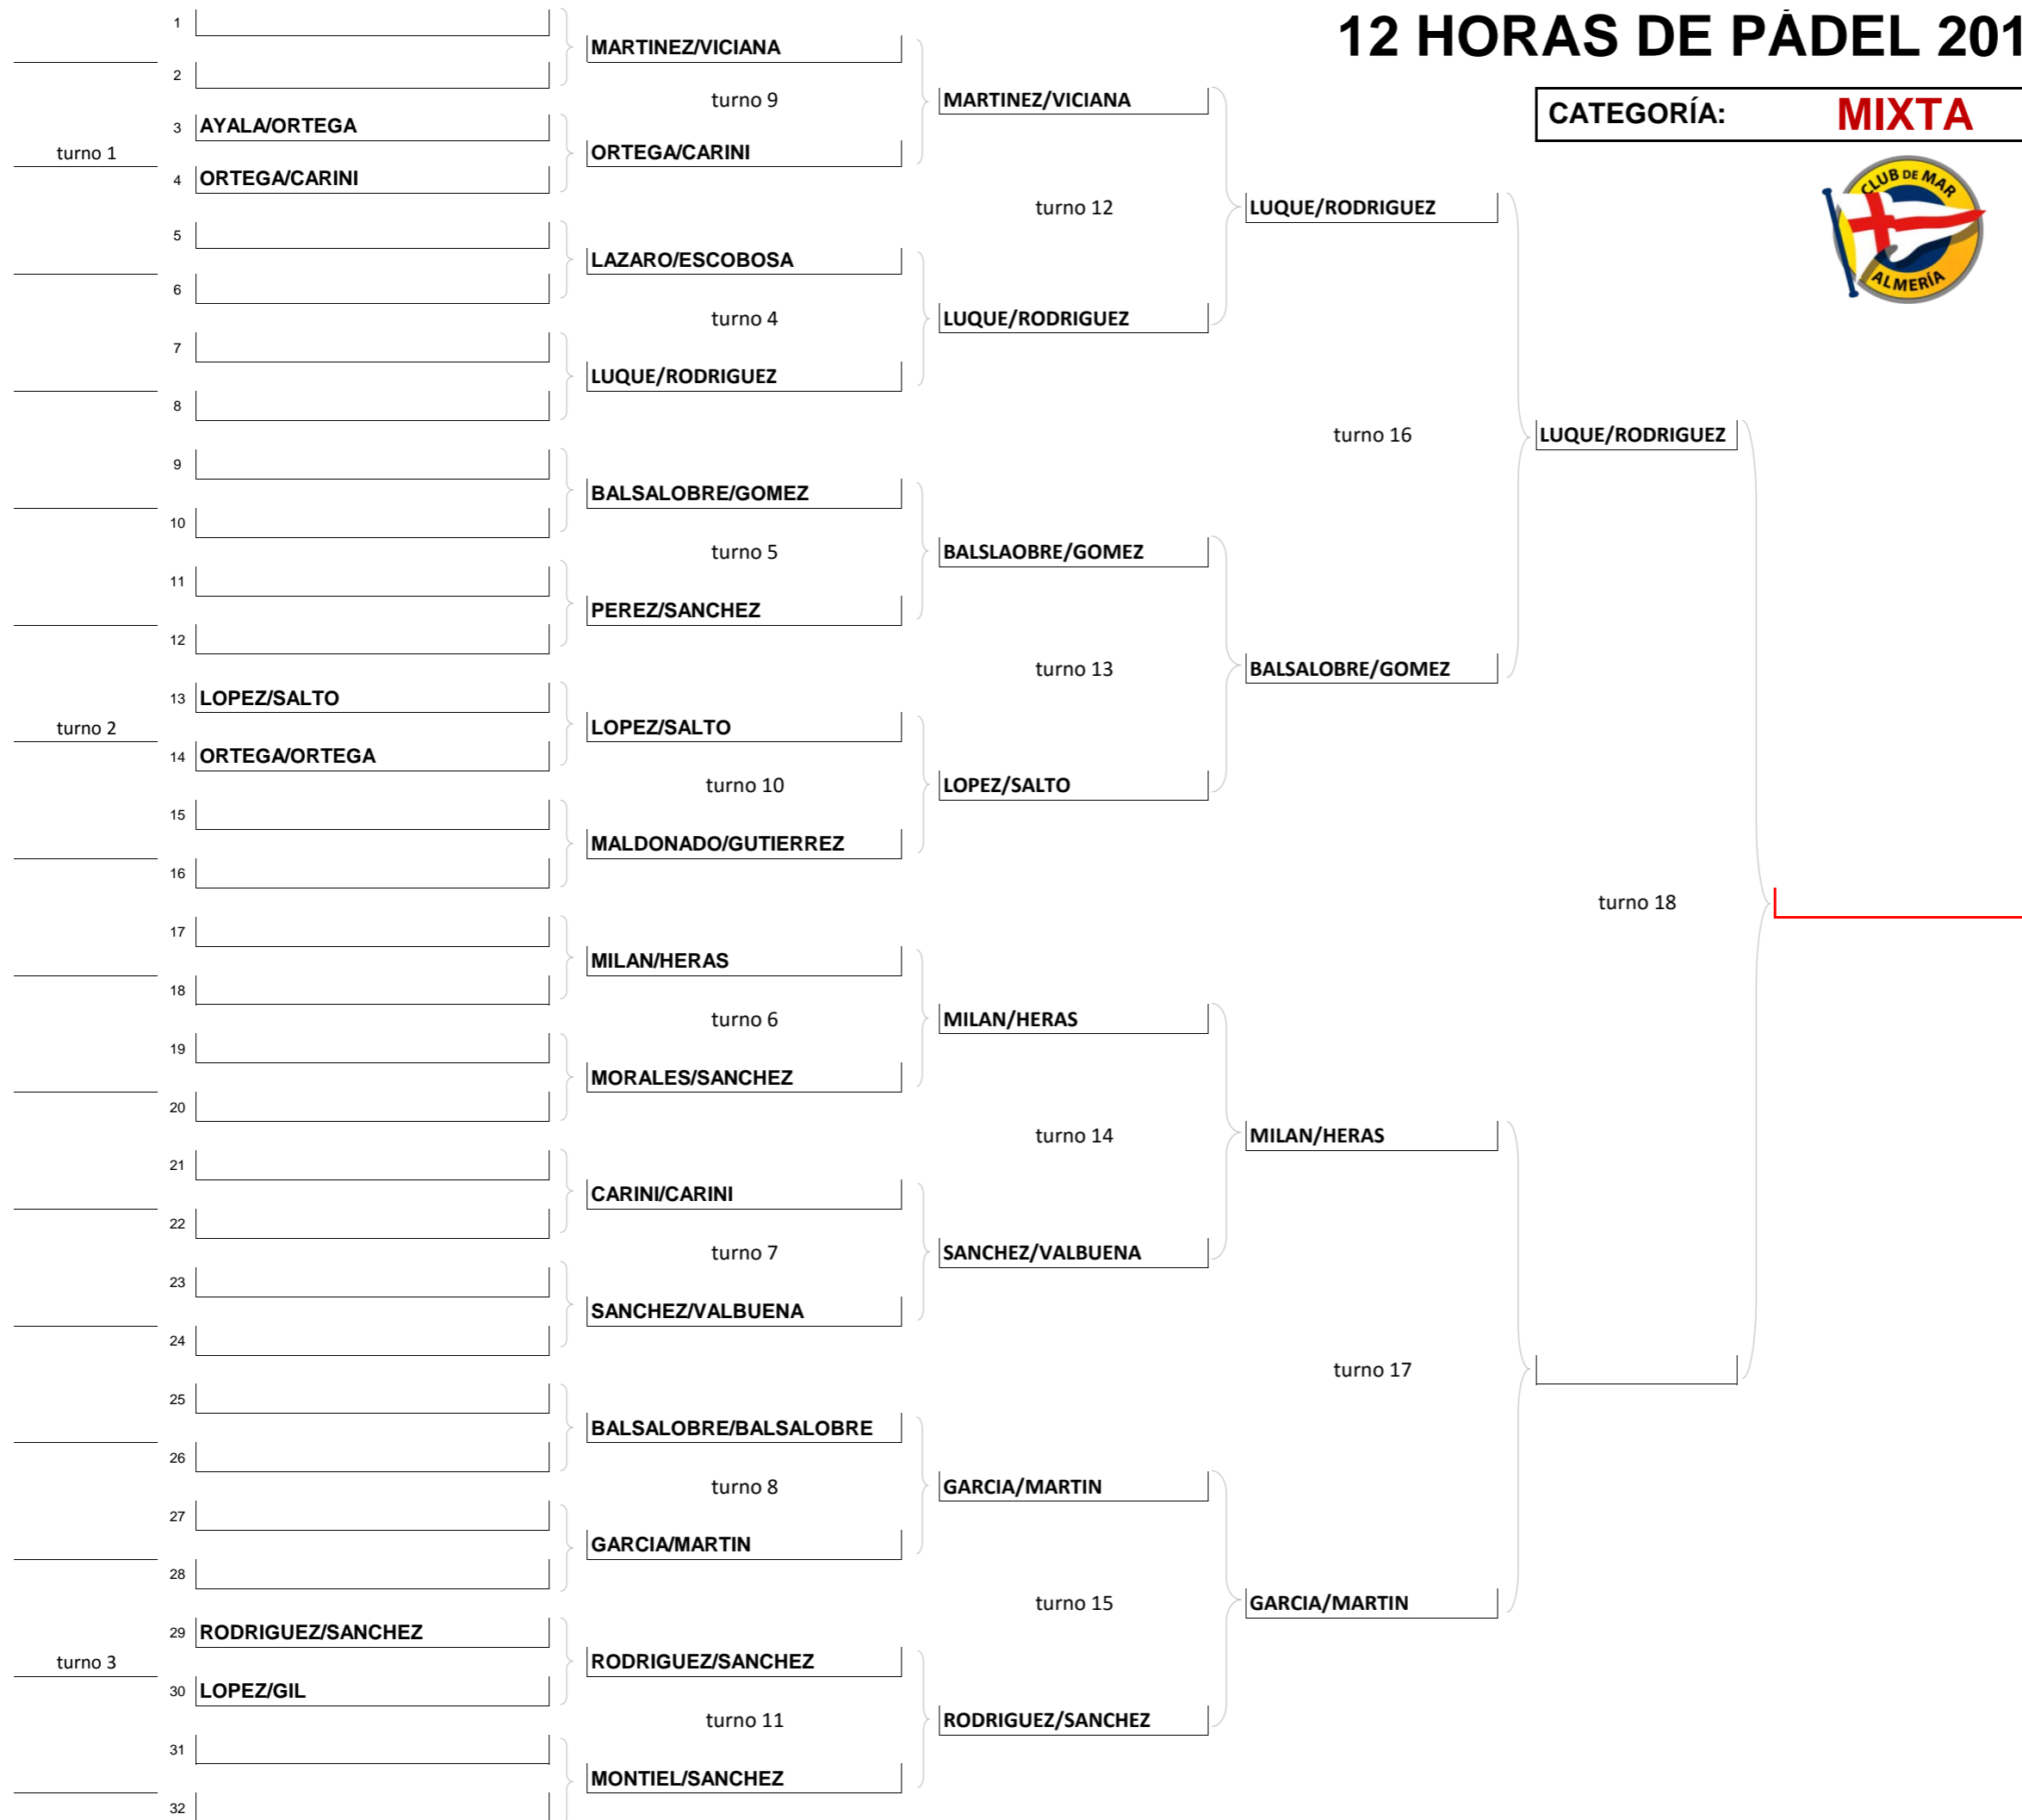 12 HORAS DE PÁDEL 201
CATEGORÍA: MIXTA
CLUB DE MAR
ALMERÍA
1
2
turno 1
3 AYALA/ORTEGA
4 ORTEGA/CARINI
5
6
7
8
9
10
11
12
turno 2
13 LOPEZ/SALTO
14 ORTEGA/ORTEGA
15
16
17
18
19
20
21
22
23
24
25
26
27
28
turno 3
29 RODRIGUEZ/SANCHEZ
30 LOPEZ/GIL
31
32
MARTINEZ/VICIANA
turno 9
ORTEGA/CARINI
LAZARO/ESCOBOSA
turno 4
LUQUE/RODRIGUEZ
BALSALOBRE/GOMEZ
turno 5
PEREZ/SANCHEZ
LOPEZ/SALTO
turno 10
MALDONADO/GUTIERREZ
MILAN/HERAS
turno 6
MORALES/SANCHEZ
CARINI/CARINI
turno 7
SANCHEZ/VALBUENA
BALSALOBRE/BALSALOBRE
turno 8
GARCIA/MARTIN
RODRIGUEZ/SANCHEZ
turno 11
MONTIEL/SANCHEZ
MARTINEZ/VICIANA
turno 12
LUQUE/RODRIGUEZ
BALSLAOBRE/GOMEZ
turno 13
LOPEZ/SALTO
MILAN/HERAS
turno 14
SANCHEZ/VALBUENA
GARCIA/MARTIN
turno 15
RODRIGUEZ/SANCHEZ
LUQUE/RODRIGUEZ
turno 16
BALSALOBRE/GOMEZ
MILAN/HERAS
turno 17
GARCIA/MARTIN
LUQUE/RODRIGUEZ
turno 18